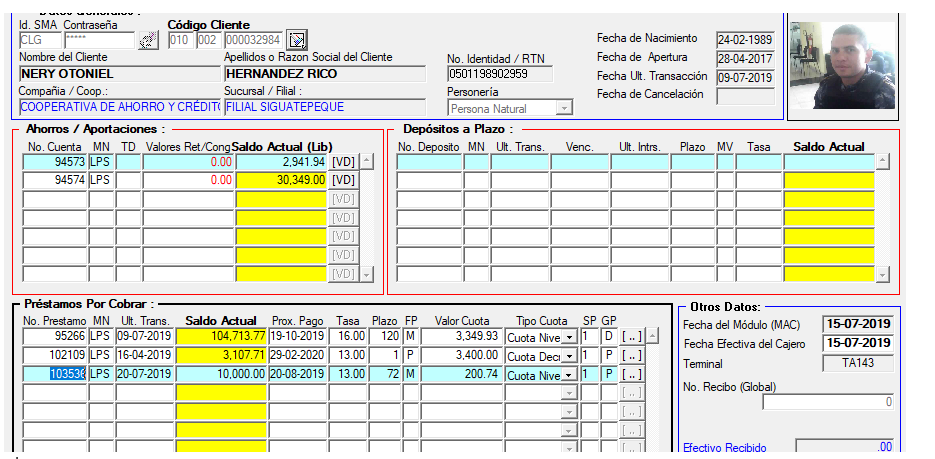 Datos Generales :
Id. SMA Contraseña Código Cliente
CLG ***** 010 002 000032984
Fecha de Nacimiento 24-02-1989
Nombre del Cliente Apellidos o Razon Social del Cliente No. Identidad / RTN Fecha de Apertura 28-04-2017
NERY OTONIEL HERNANDEZ RICO 0501198902959 Fecha Ult. Transacción 09-07-2019
Compañia / Coop.: Sucursal / Filial : Personería Fecha de Cancelación
COOPERATIVA DE AHORRO Y CRÉDIT FILIAL SIGUATEPEQUE Persona Natural
Ahorros / Aportaciones :
No. Cuenta MN TD Valores Ret/Cong Saldo Actual (Lib)
94573 LPS 0.00 2,941.94 [VD]
94574 LPS 0.00 30,349.00 [VD]
[VD]
[VD]
[VD]
[VD]
Depósitos a Plazo :
No. Deposito MN Ult. Trans. Venc. Ult. Intrs. Plazo MV Tasa Saldo Actual
Préstamos Por Cobrar :
No. Prestamo MN Ult. Trans. Saldo Actual Prox. Pago Tasa Plazo FP Valor Cuota Tipo Cuota SP GP
95266 LPS 09-07-2019 104,713.77 19-10-2019 16.00 120 M 3,349.93 Cuota Nive 1 D [ .. ]
102109 LPS 16-04-2019 3,107.71 29-02-2020 13.00 1 P 3,400.00 Cuota Decr 1 P [ .. ]
103536 LPS 20-07-2019 10,000.00 20-08-2019 13.00 72 M 200.74 Cuota Nive 1 P [ .. ]
[ .. ]
[ .. ]
[ .. ]
[ .. ]
Otros Datos:
Fecha del Módulo (MAC) 15-07-2019
Fecha Efectiva del Cajero 15-07-2019
Terminal TA143
No. Recibo (Global)
0
Efectivo Recibido .00